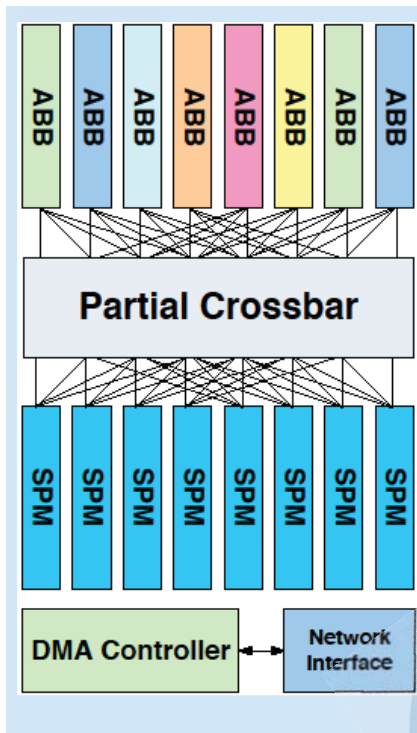 ABB ABB ABB ABB ABB ABB ABB ABB
Partial Crossbar
SPM SPM SPM SPM SPM SPM SPM SPM
DMA Controller
Network
Interface